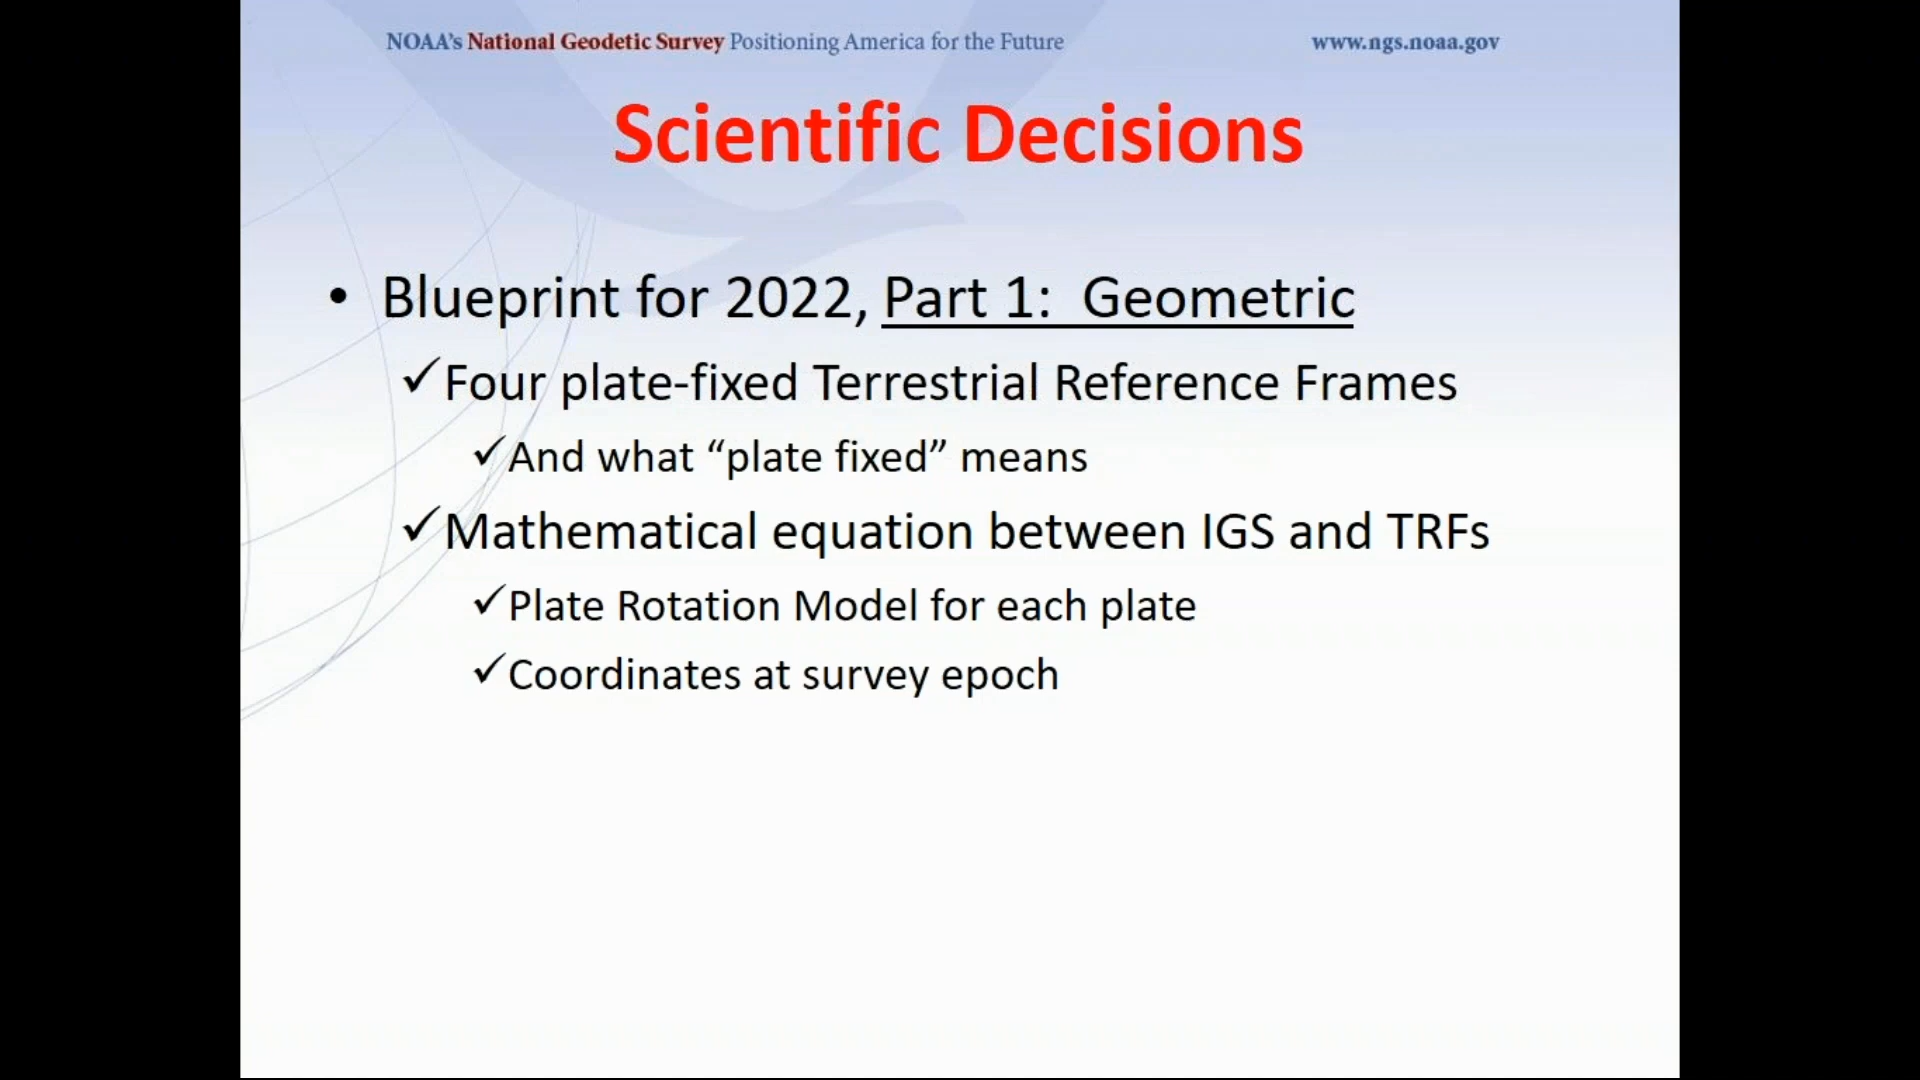 NOAA's National Geodetic Survey Positioning America for the Future www.ngs.noaa.gov
Scientific Decisions
• Blueprint for 2022, Part 1: Geometric
✓Four plate-fixed Terrestrial Reference Frames
✓And what “plate fixed” means
✓Mathematical equation between IGS and TRFs
✓Plate Rotation Model for each plate
✓Coordinates at survey epoch